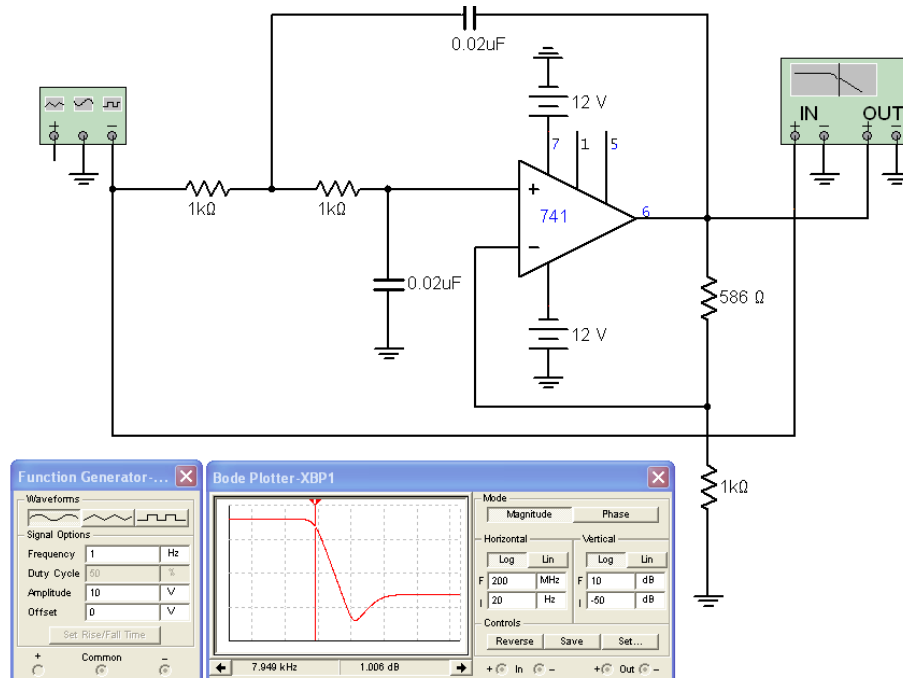 0.02uF
12 V
IN OUT
+ − + −
+
7 1 5
1kΩ 1kΩ
+
741
6
−
0.02uF
586 Ω
12 V
1kΩ
Function Generator-...
Waveforms
Signal Options
Frequency 1 Hz
Duty Cycle 50 %
Amplitude 10 V
Offset 0 V
Set Rise/Fall Time
+ Common −
Bode Plotter-XBP1
Mode
Magnitude Phase
Horizontal Vertical
Log Lin Log Lin
F 200 MHz F 10 dB
I 20 Hz I -50 dB
Controls
Reverse Save Set...
7.949 kHz 1.006 dB
+ In − + Out −